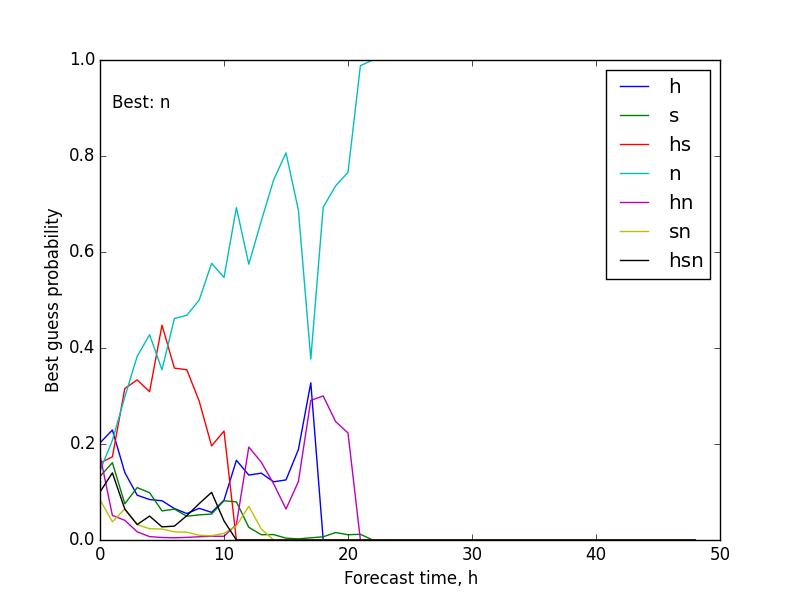 1.0
0.8
0.6
0.4
0.2
0.0
Best guess probability
Best: n
h
s
hs
n
hn
sn
hsn
0 10 20 30 40 50
Forecast time, h